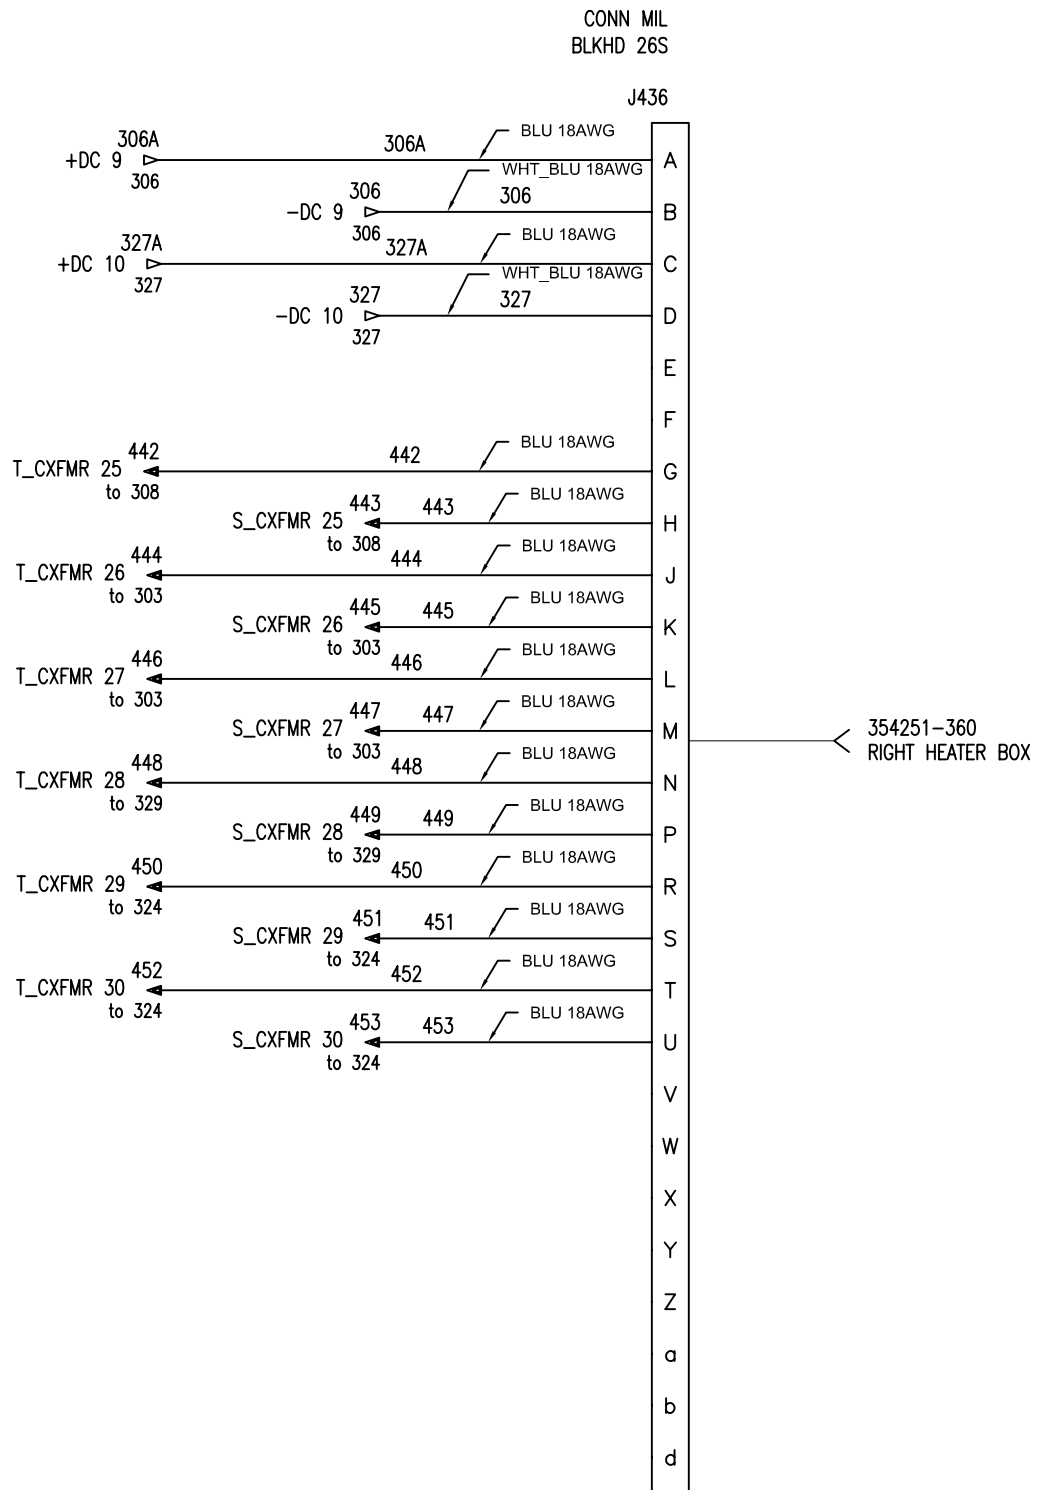 CONN MIL
BLKHD 26S
J436
306A
+DC 9
306
306A
BLU 18AWG
A
306
-DC 9
306
WHT_BLU 18AWG
306
B
327A
+DC 10
327
327A
BLU 18AWG
C
327
-DC 10
327
WHT_BLU 18AWG
327
D
E
F
442
T_CXFMR 25
to 308
442
BLU 18AWG
G
443
S_CXFMR 25
to 308
443
BLU 18AWG
H
444
T_CXFMR 26
to 303
444
BLU 18AWG
J
445
S_CXFMR 26
to 303
445
BLU 18AWG
K
446
T_CXFMR 27
to 303
446
BLU 18AWG
L
447
S_CXFMR 27
to 303
447
BLU 18AWG
M
354251-360
RIGHT HEATER BOX
448
T_CXFMR 28
to 329
448
BLU 18AWG
N
449
S_CXFMR 28
to 329
449
BLU 18AWG
P
450
T_CXFMR 29
to 324
450
BLU 18AWG
R
451
S_CXFMR 29
to 324
451
BLU 18AWG
S
452
T_CXFMR 30
to 324
452
BLU 18AWG
T
453
S_CXFMR 30
to 324
453
BLU 18AWG
U
V
W
X
Y
Z
a
b
d